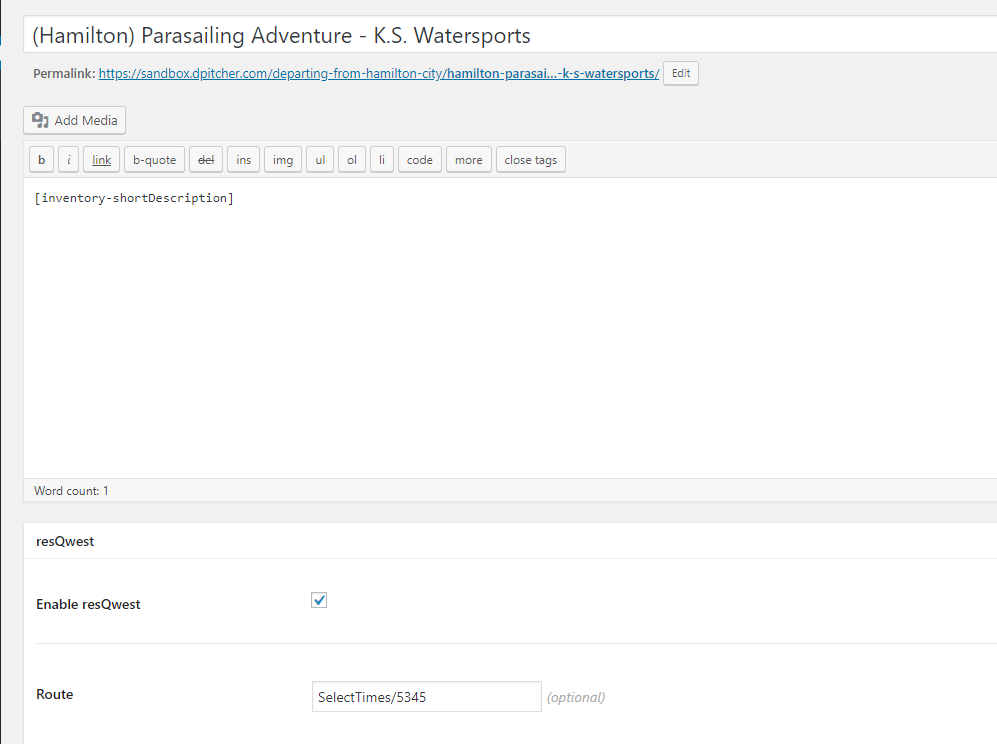 (Hamilton) Parasailing Adventure - K.S. Watersports
Permalink: https://sandbox.dpitcher.com/departing-from-hamilton-city/hamilton-parasai...-k-s-watersports/ Edit
Add Media
b i link b-quote del ins img ul ol li code more close tags
[inventory-shortDescription]
Word count: 1
resQwest
Enable resQwest
Route SelectTimes/5345 (optional)